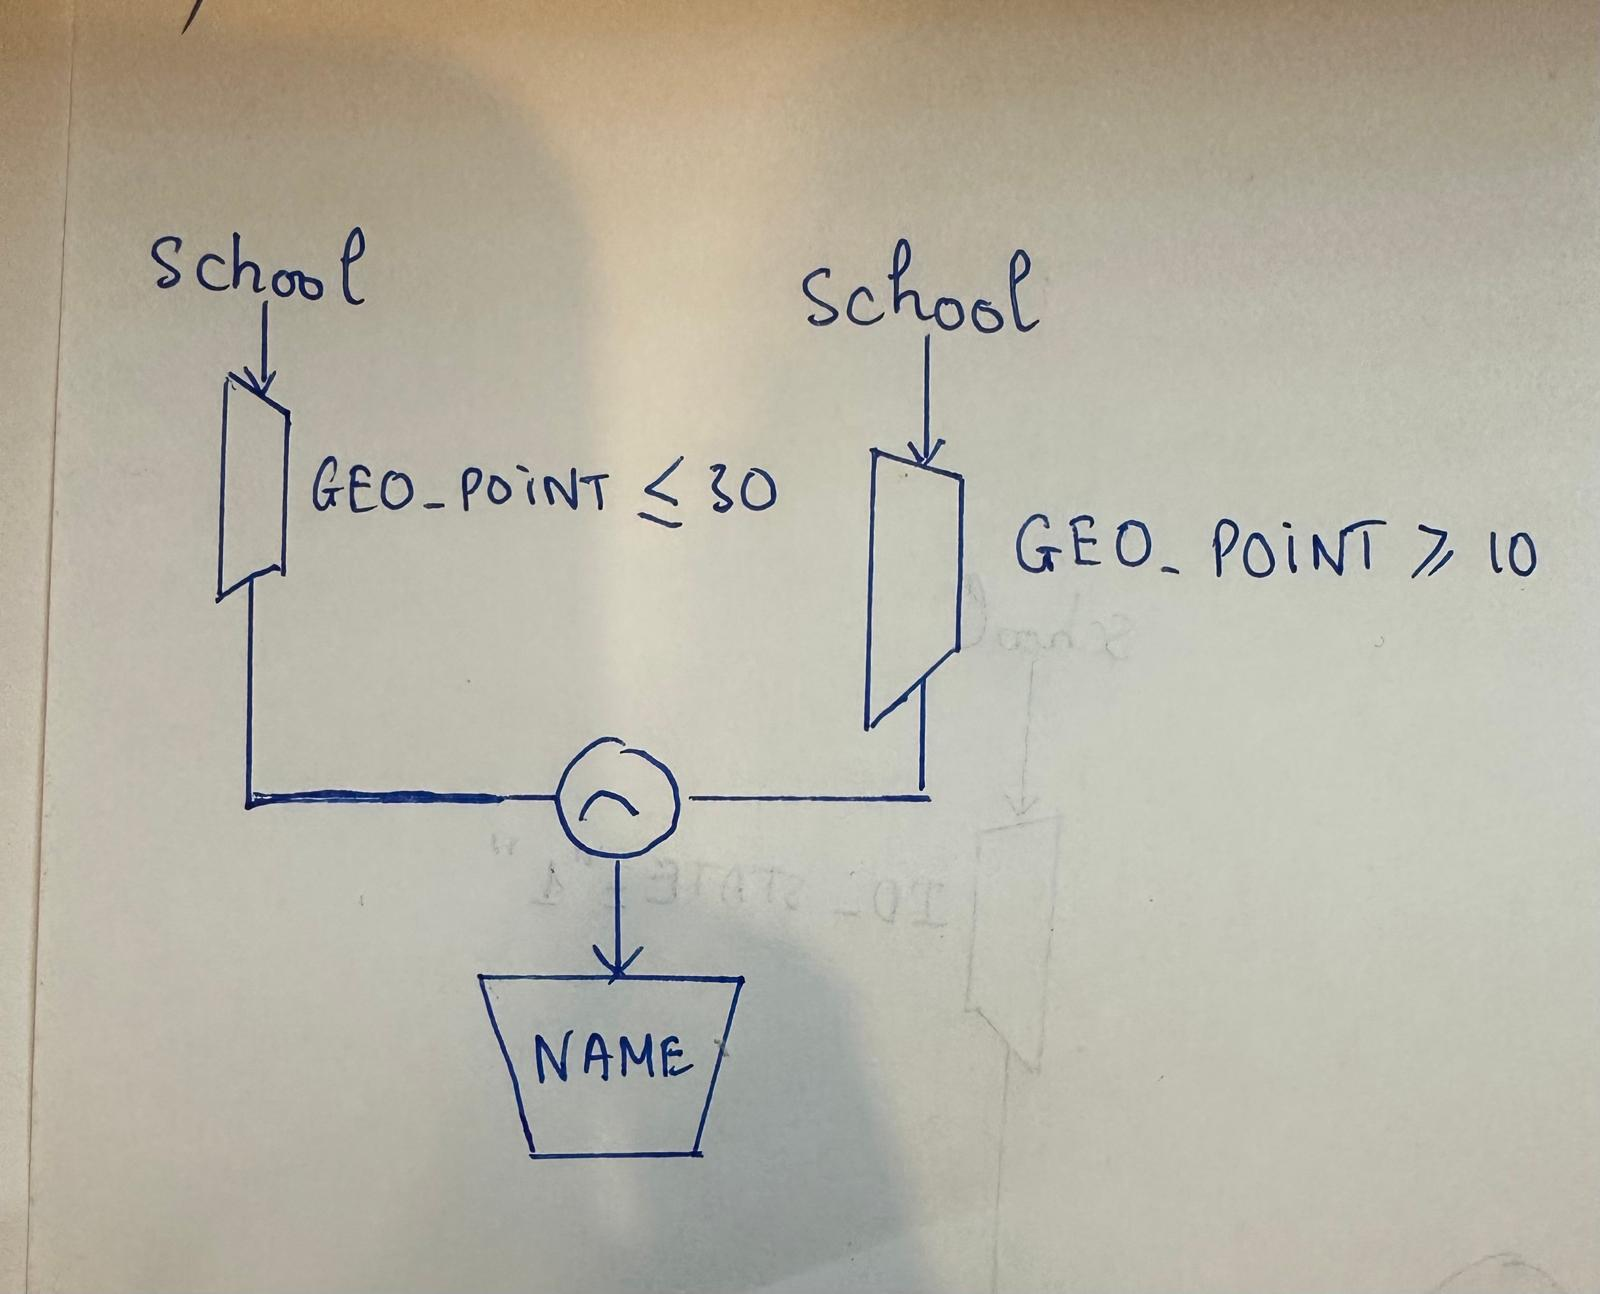 School
School
GEO_POINT ≤ 30
GEO_POINT ⩾ 10
NAME